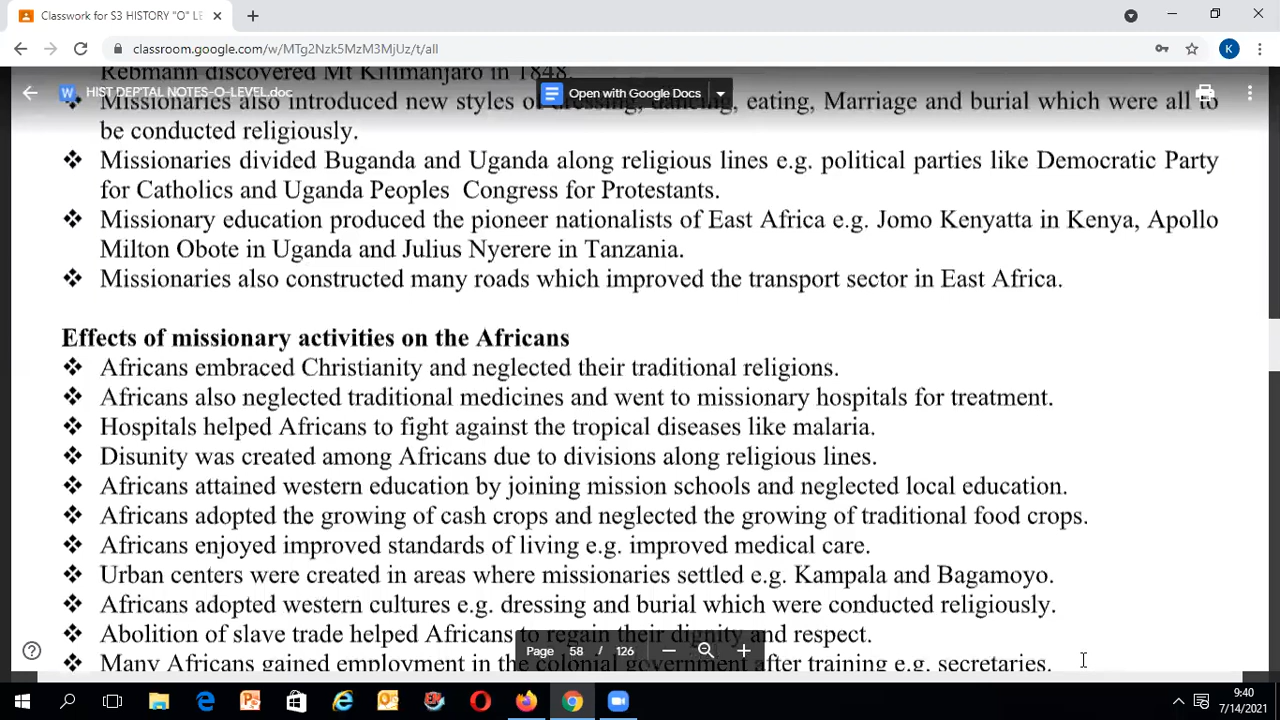 Classwork for S3 HISTORY "O" LE
classroom.google.com/w/MTg2Nzk5MzM3MjUz/t/all
K
Rebmann discovered Mt Kilimanjaro in 1848.
HIST DEPTAL NOTES-O-LEVEL.doc
Open with Google Docs
Missionaries also introduced new styles of dressing, dancing, eating, Marriage and burial which were all to
be conducted religiously.
Missionaries divided Buganda and Uganda along religious lines e.g. political parties like Democratic Party
for Catholics and Uganda Peoples Congress for Protestants.
Missionary education produced the pioneer nationalists of East Africa e.g. Jomo Kenyatta in Kenya, Apollo
Milton Obote in Uganda and Julius Nyerere in Tanzania.
Missionaries also constructed many roads which improved the transport sector in East Africa.
Effects of missionary activities on the Africans
Africans embraced Christianity and neglected their traditional religions.
Africans also neglected traditional medicines and went to missionary hospitals for treatment.
Hospitals helped Africans to fight against the tropical diseases like malaria.
Disunity was created among Africans due to divisions along religious lines.
Africans attained western education by joining mission schools and neglected local education.
Africans adopted the growing of cash crops and neglected the growing of traditional food crops.
Africans enjoyed improved standards of living e.g. improved medical care.
Urban centers were created in areas where missionaries settled e.g. Kampala and Bagamoyo.
Africans adopted western cultures e.g. dressing and burial which were conducted religiously.
Abolition of slave trade helped Africans to regain their dignity and respect.
Page 58 / 126
Many Africans gained employment in the colonial government after training e.g. secretaries.
9:40
7/14/2021